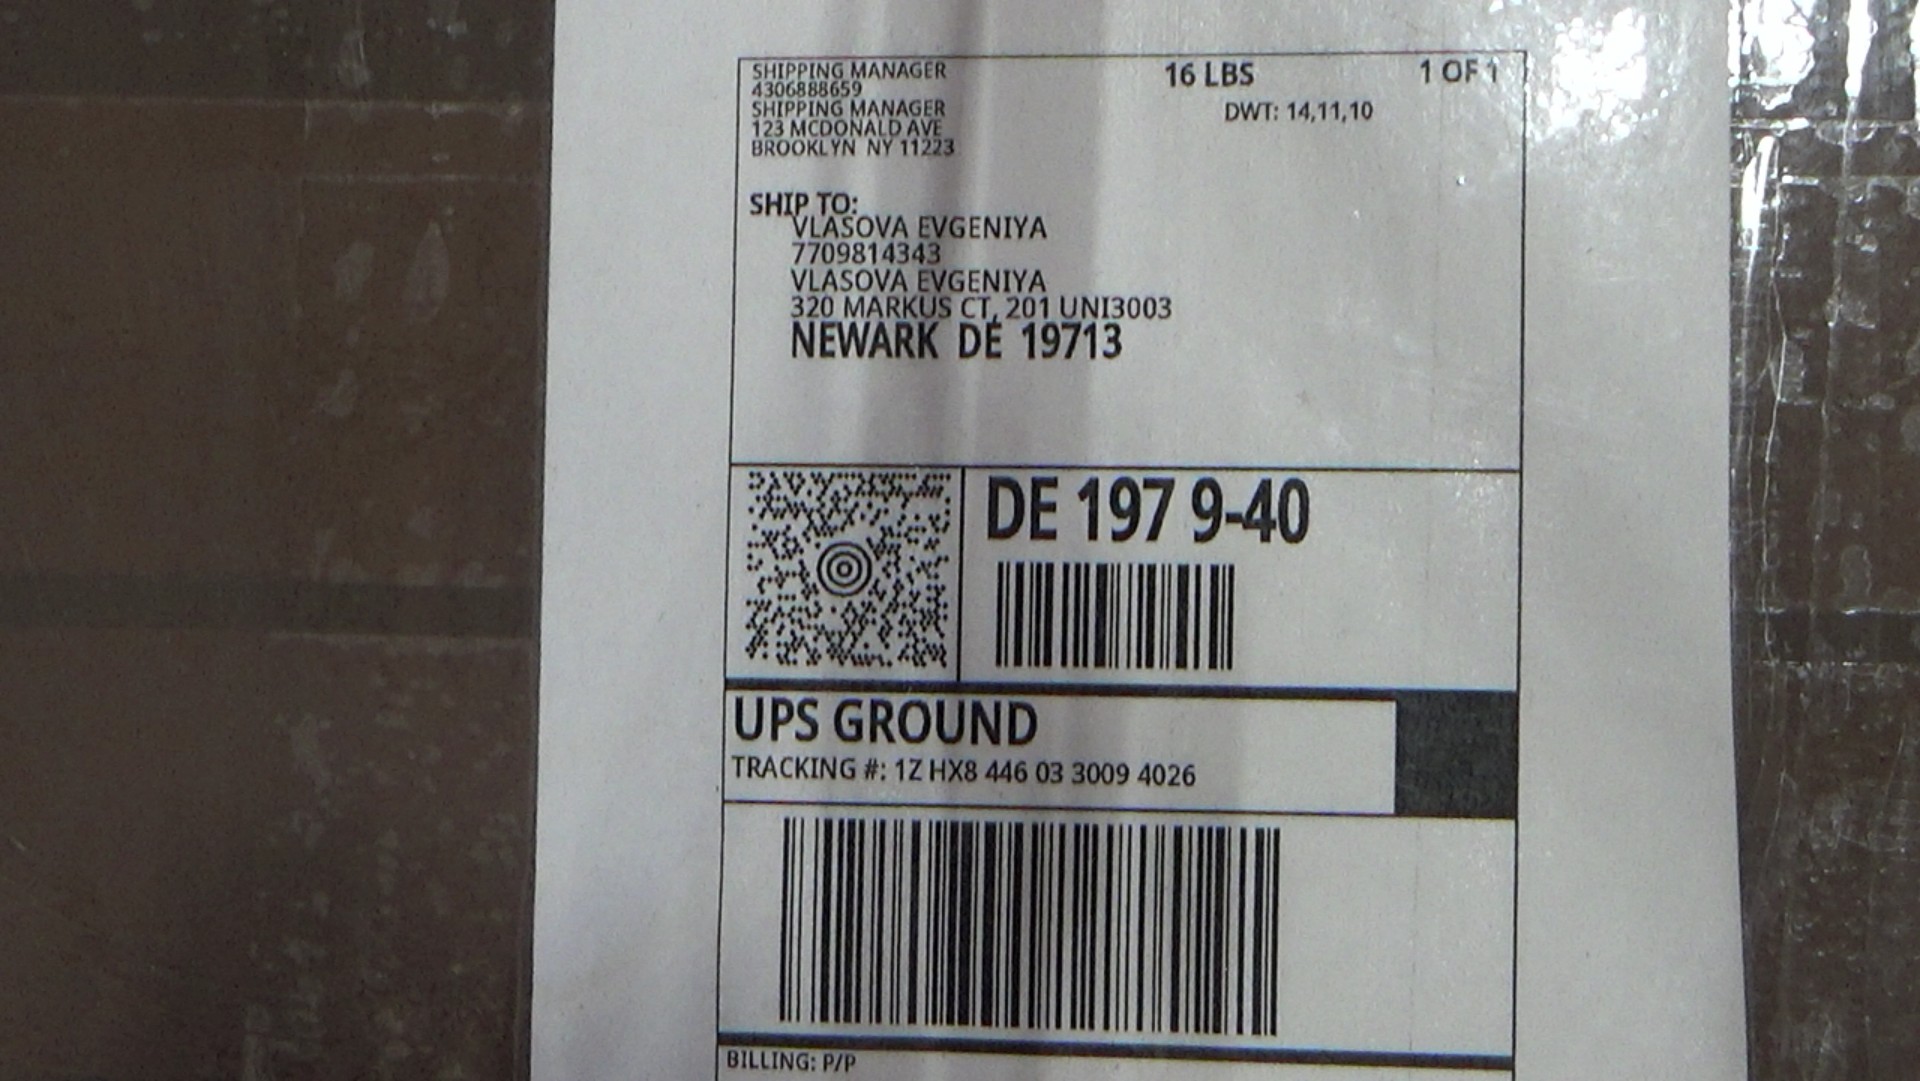 SHIPPING MANAGER
4306888659
SHIPPING MANAGER
123 MCDONALD AVE
BROOKLYN NY 11223
16 LBS
1 OF 1
DWT: 14,11,10
SHIP TO:
VLASOVA EVGENIYA
7709814343
VLASOVA EVGENIYA
320 MARKUS CT, 201 UNI3003
NEWARK DE 19713
DE 197 9-40
UPS GROUND
TRACKING #: 1Z HX8 446 03 3009 4026
BILLING: P/P